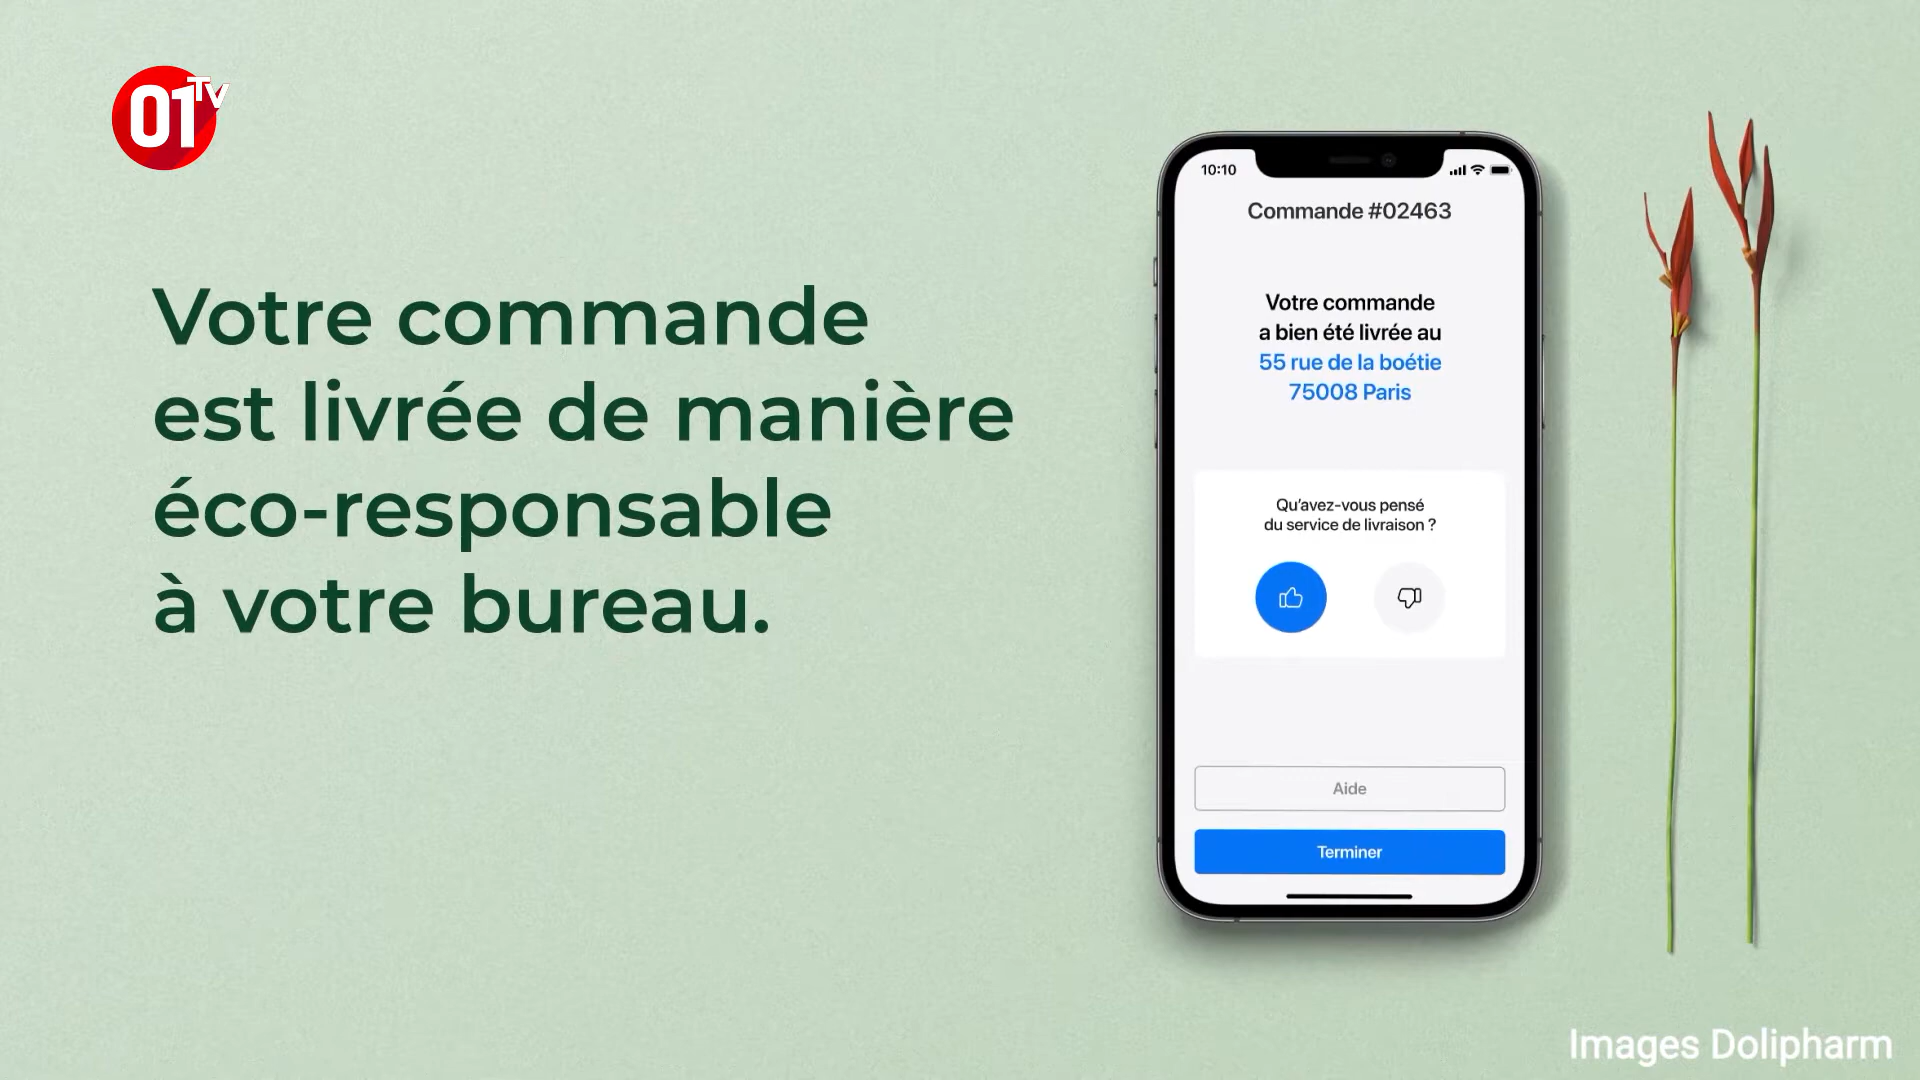 01TV
Votre commande
est livrée de manière
éco-responsable
à votre bureau.
10:10
Commande #02463
Votre commande
a bien été livrée au
55 rue de la boétie
75008 Paris
Qu'avez-vous pensé
du service de livraison ?
Aide
Terminer
Images Dolipharm